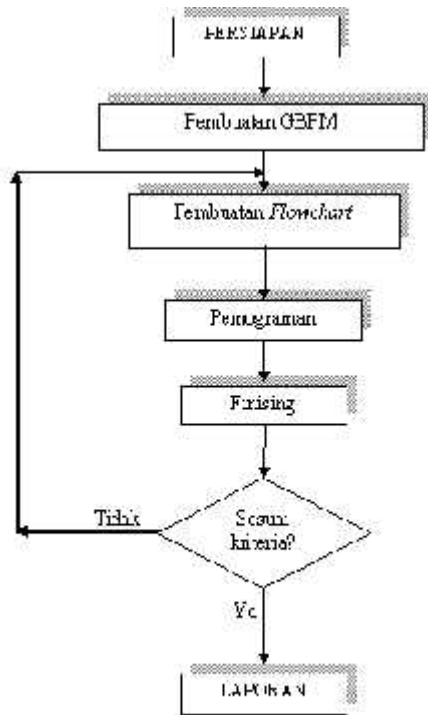 PERSIAPAN
Pembuatan GBPM
Pembuatan Flowchart
Pemograman
Finising
Sesuai
kriteria?
Tidak
Ya
LAPORAN